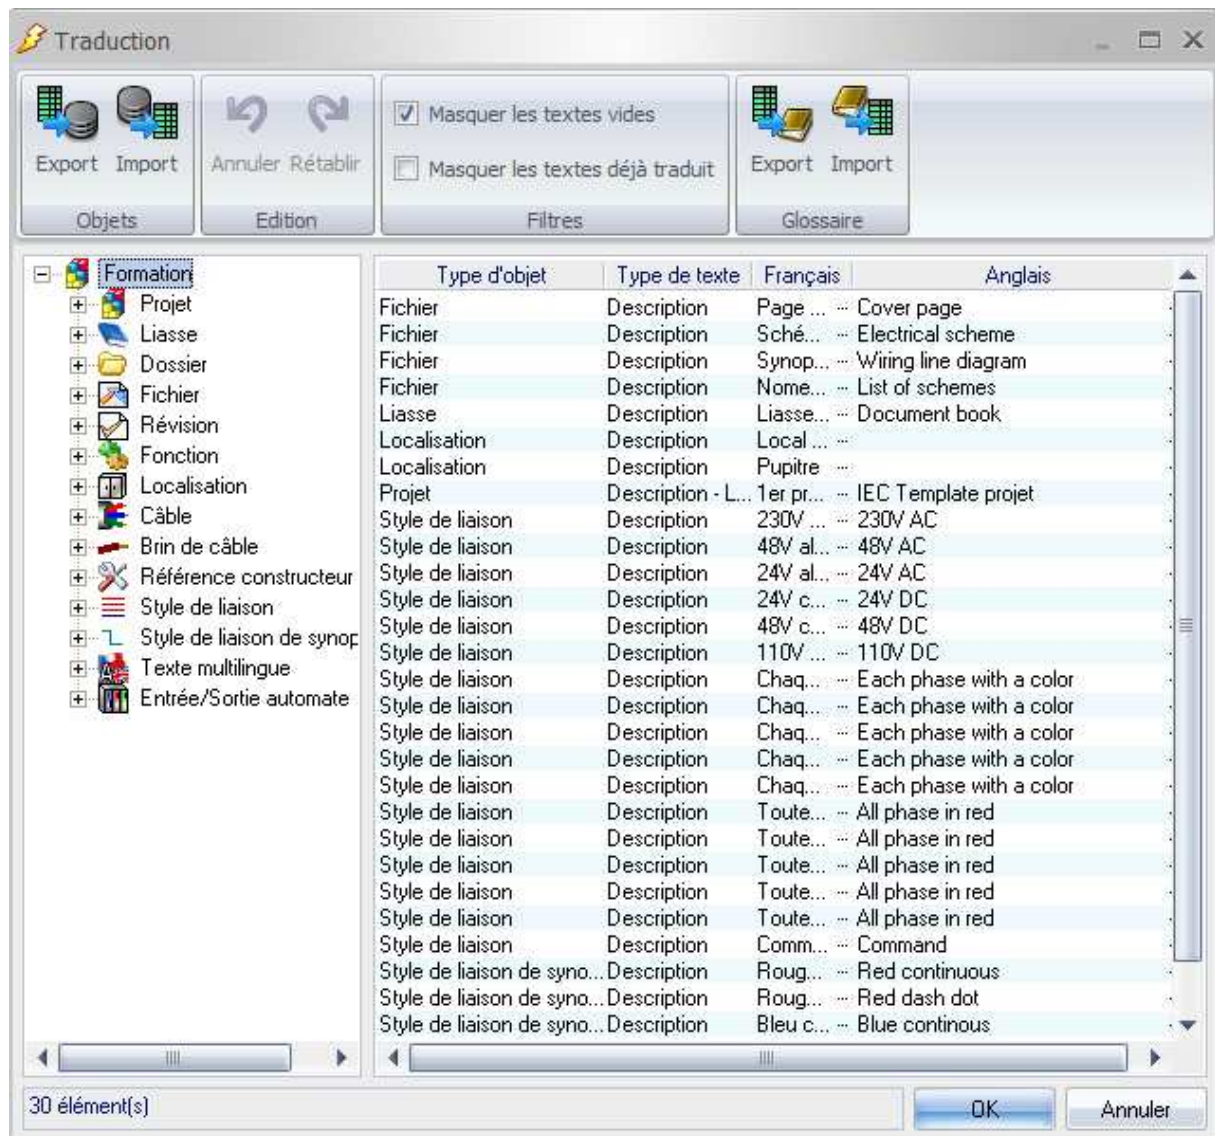 Traduction
Export Import Annuler Rétablir Masquer les textes vides Masquer les textes déjà traduit Export Import
Objets Edition Filtres Glossaire
Formation
Projet
Liasse
Dossier
Fichier
Révision
Fonction
Localisation
Câble
Brin de câble
Référence constructeur
Style de liaison
Style de liaison de synop
Texte multilingue
Entrée/Sortie automate
Type d'objet Type de texte Français Anglais
Fichier Description Page ... Cover page
Fichier Description Sché... Electrical scheme
Fichier Description Synop... Wiring line diagram
Fichier Description Nome... List of schemes
Liasse Description Liasse... Document book
Localisation Description Local ...
Localisation Description Pupitre
Projet Description - L... 1er pr... IEC Template projet
Style de liaison Description 230V ... 230V AC
Style de liaison Description 48V al... 48V AC
Style de liaison Description 24V al... 24V AC
Style de liaison Description 24V c... 24V DC
Style de liaison Description 48V c... 48V DC
Style de liaison Description 110V ... 110V DC
Style de liaison Description Chaq... Each phase with a color
Style de liaison Description Chaq... Each phase with a color
Style de liaison Description Chaq... Each phase with a color
Style de liaison Description Chaq... Each phase with a color
Style de liaison Description Chaq... Each phase with a color
Style de liaison Description Toute... All phase in red
Style de liaison Description Toute... All phase in red
Style de liaison Description Toute... All phase in red
Style de liaison Description Toute... All phase in red
Style de liaison Description Toute... All phase in red
Style de liaison Description Comm... Command
Style de liaison de syno... Description Roug... Red continuous
Style de liaison de syno... Description Roug... Red dash dot
Style de liaison de syno... Description Bleu c... Blue continous
30 élément(s) OK Annuler